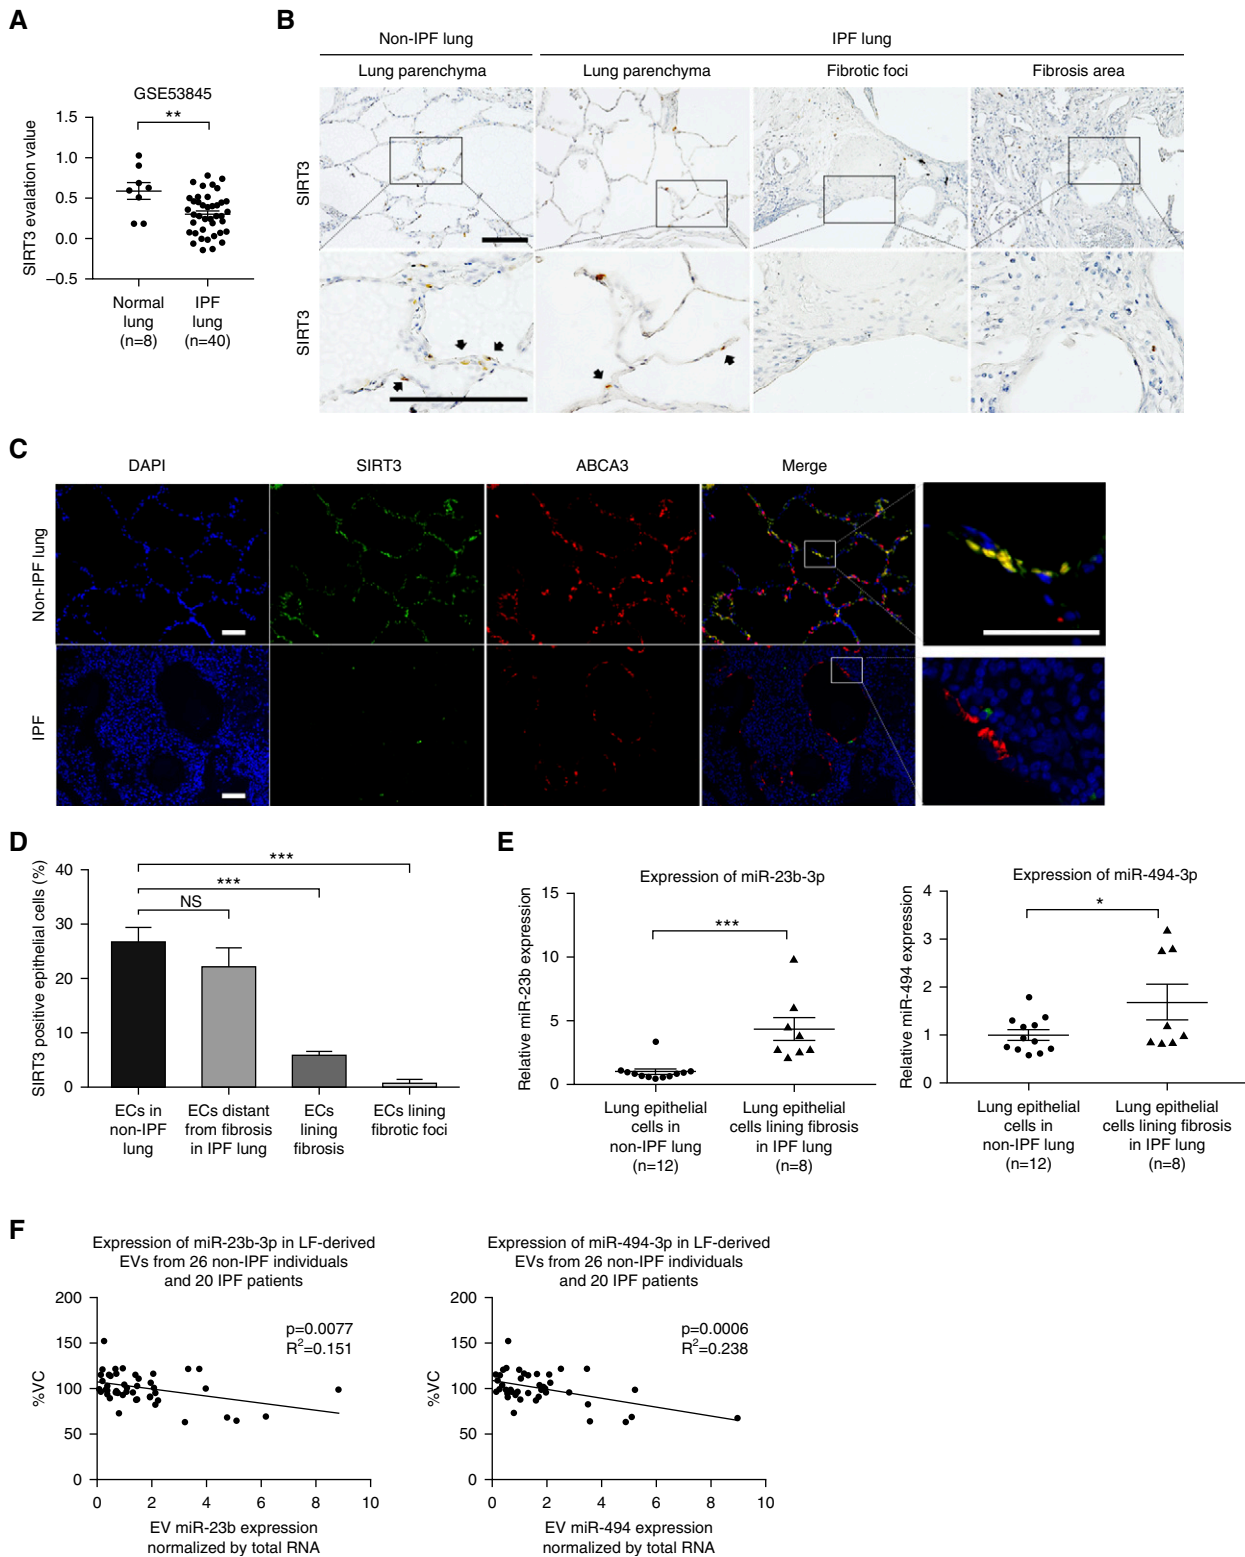 A
GSE53845
**
SIRT3 evalation value
1.5
1.0
0.5
0.0
–0.5
Normal
lung
(n=8)
IPF
lung
(n=40)
B
Non-IPF lung
IPF lung
Lung parenchyma
Lung parenchyma
Fibrotic foci
Fibrosis area
SIRT3
SIRT3
C
DAPI
SIRT3
ABCA3
Merge
Non-IPF lung
IPF
D
SIRT3 positive epithelial cells (%)
40
30
20
10
0
***
***
NS
ECs in
non-IPF
lung
ECs distant
from fibrosis
in IPF lung
ECs
lining
fibrosis
ECs lining
fibrotic foci
E
Expression of miR-23b-3p
Relative miR-23b expression
15
10
5
0
***
Lung epithelial
cells in
non-IPF lung
(n=12)
Lung epithelial
cells lining fibrosis
in IPF lung
(n=8)
Expression of miR-494-3p
Relative miR-494 expression
4
3
2
1
0
*
Lung epithelial
cells in
non-IPF lung
(n=12)
Lung epithelial
cells lining fibrosis
in IPF lung
(n=8)
F
Expression of miR-23b-3p in LF-derived
EVs from 26 non-IPF individuals
and 20 IPF patients
%VC
200
150
100
50
0
p=0.0077
R²=0.151
0 2 4 6 8 10
EV miR-23b expression
normalized by total RNA
Expression of miR-494-3p in LF-derived
EVs from 26 non-IPF individuals
and 20 IPF patients
%VC
200
150
100
50
0
p=0.0006
R²=0.238
0 2 4 6 8 10
EV miR-494 expression
normalized by total RNA